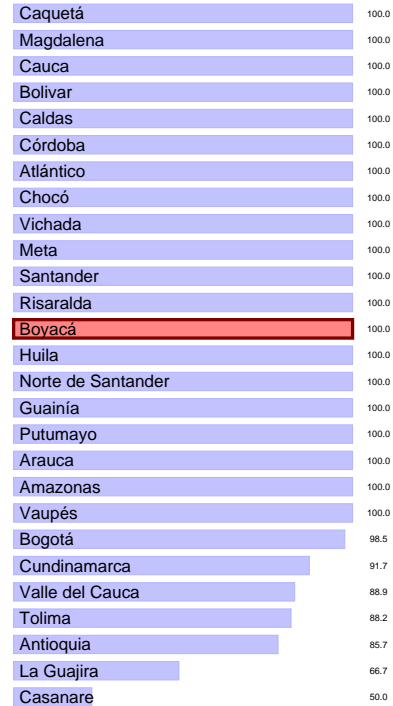 Caquetá 100.0
Magdalena 100.0
Cauca 100.0
Bolivar 100.0
Caldas 100.0
Córdoba 100.0
Atlántico 100.0
Chocó 100.0
Vichada 100.0
Meta 100.0
Santander 100.0
Risaralda 100.0
Boyacá 100.0
Huila 100.0
Norte de Santander 100.0
Guainía 100.0
Putumayo 100.0
Arauca 100.0
Amazonas 100.0
Vaupés 100.0
Bogotá 98.5
Cundinamarca 91.7
Valle del Cauca 88.9
Tolima 88.2
Antioquia 85.7
La Guajira 66.7
Casanare 50.0